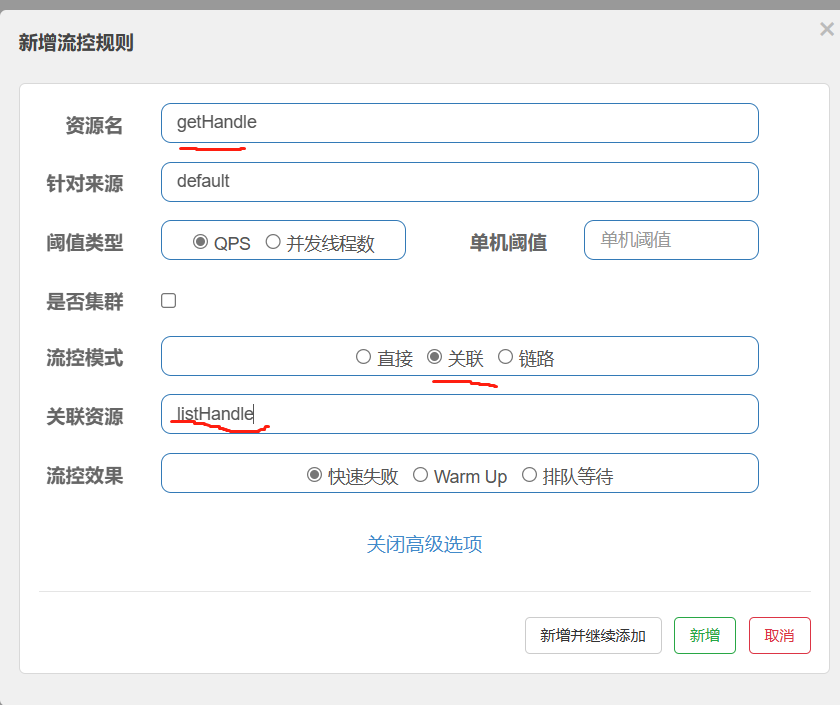 新增流控规则 ×
资源名 getHandle
针对来源 default
阈值类型 QPS 并发线程数 单机阈值 单机阈值
是否集群
流控模式 直接 关联 链路
关联资源 listHandle
流控效果 快速失败 Warm Up 排队等待
关闭高级选项
新增并继续添加 新增 取消